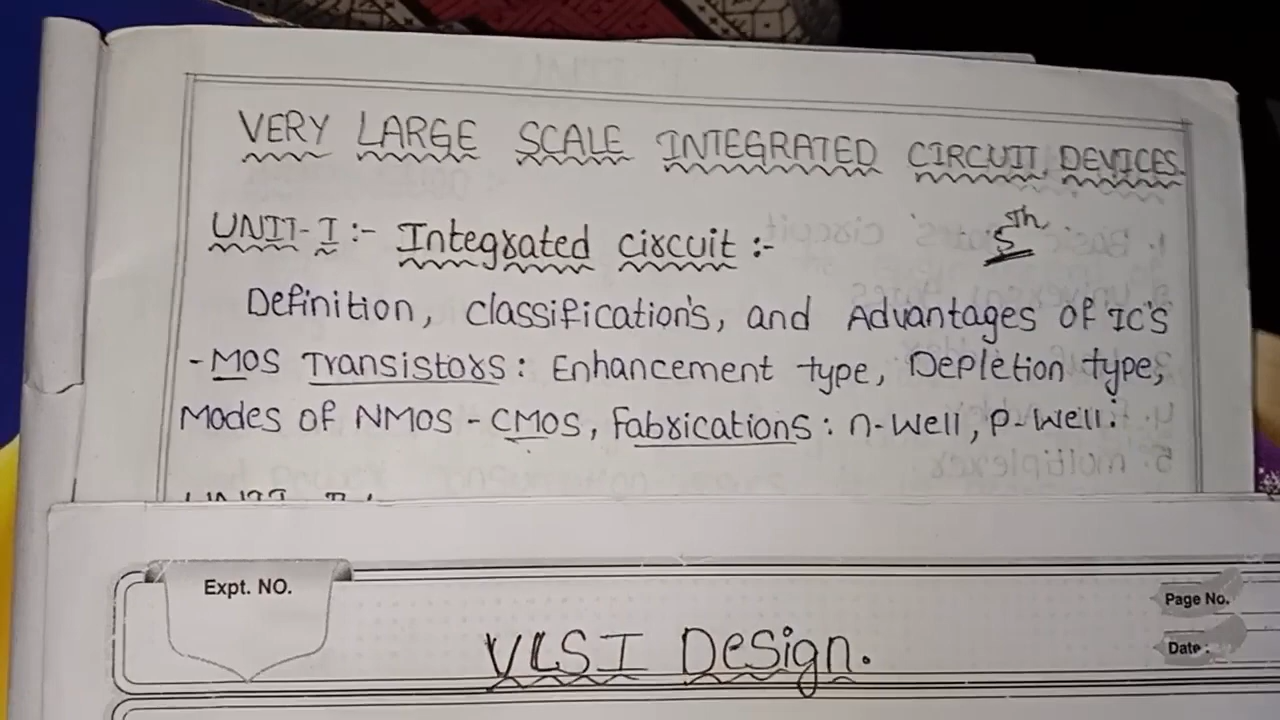 VERY LARGE SCALE INTEGRATED CIRCUIT DEVICES.
UNIT-I :- Integrated circuit :-
5Th
Definition, classification's, and Advantages of IC'S
- MOS Transistors : Enhancement type, Depletion type,
Modes of NMOS - CMOS, Fabrications : n-well, p-well.
Expt. NO.
Page No.
VLSI Design.
Date :